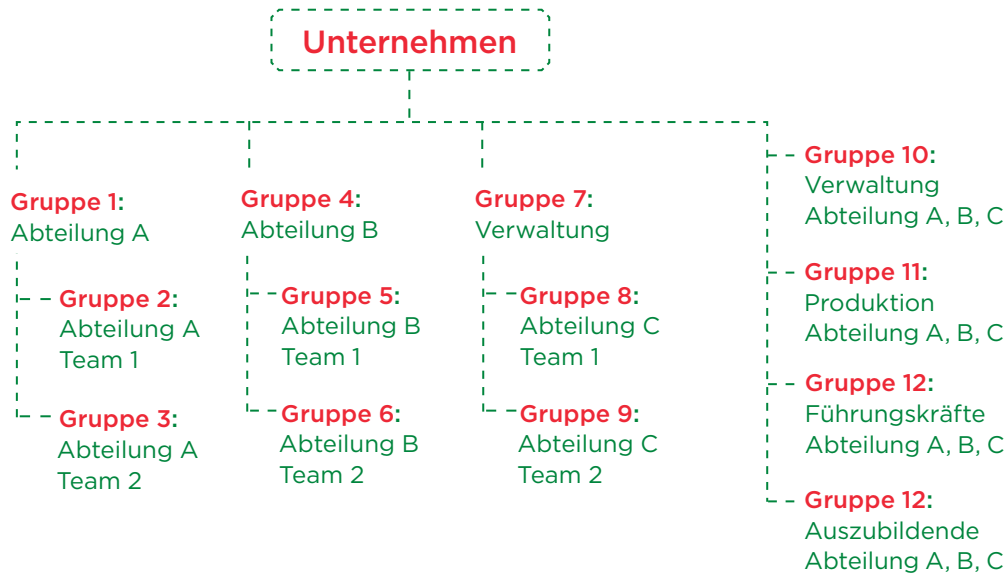 Unternehmen
Gruppe 1:
Abteilung A
Gruppe 2:
Abteilung A
Team 1
Gruppe 3:
Abteilung A
Team 2
Gruppe 4:
Abteilung B
Gruppe 5:
Abteilung B
Team 1
Gruppe 6:
Abteilung B
Team 2
Gruppe 7:
Verwaltung
Gruppe 8:
Abteilung C
Team 1
Gruppe 9:
Abteilung C
Team 2
Gruppe 10:
Verwaltung
Abteilung A, B, C
Gruppe 11:
Produktion
Abteilung A, B, C
Gruppe 12:
Führungskräfte
Abteilung A, B, C
Gruppe 12:
Auszubildende
Abteilung A, B, C